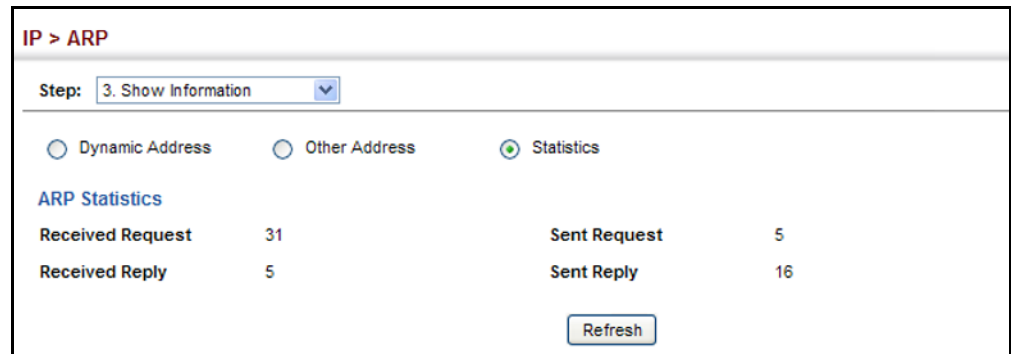 IP > ARP
Step: 3. Show Information
Dynamic Address Other Address Statistics
ARP Statistics
Received Request 31 Sent Request 5
Received Reply 5 Sent Reply 16
Refresh